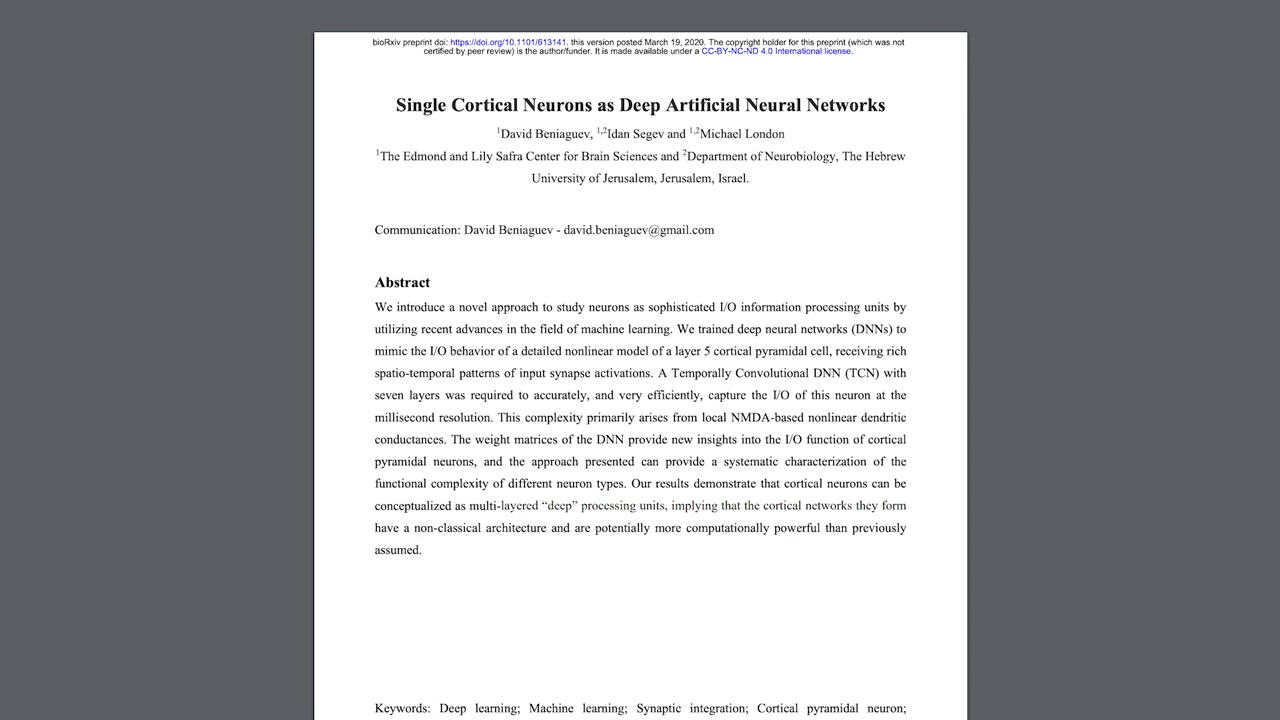 bioRxiv preprint doi: https://doi.org/10.1101/613141. this version posted March 19, 2020. The copyright holder for this preprint (which was not
certified by peer review) is the author/funder. It is made available under a CC-BY-NC-ND 4.0 International license.
Single Cortical Neurons as Deep Artificial Neural Networks
1David Beniaguev, 1,2Idan Segev and 1,2Michael London
1The Edmond and Lily Safra Center for Brain Sciences and 2Department of Neurobiology, The Hebrew
University of Jerusalem, Jerusalem, Israel.
Communication: David Beniaguev - david.beniaguev@gmail.com
Abstract
We introduce a novel approach to study neurons as sophisticated I/O information processing units by
utilizing recent advances in the field of machine learning. We trained deep neural networks (DNNs) to
mimic the I/O behavior of a detailed nonlinear model of a layer 5 cortical pyramidal cell, receiving rich
spatio-temporal patterns of input synapse activations. A Temporally Convolutional DNN (TCN) with
seven layers was required to accurately, and very efficiently, capture the I/O of this neuron at the
millisecond resolution. This complexity primarily arises from local NMDA-based nonlinear dendritic
conductances. The weight matrices of the DNN provide new insights into the I/O function of cortical
pyramidal neurons, and the approach presented can provide a systematic characterization of the
functional complexity of different neuron types. Our results demonstrate that cortical neurons can be
conceptualized as multi-layered “deep” processing units, implying that the cortical networks they form
have a non-classical architecture and are potentially more computationally powerful than previously
assumed.
Keywords: Deep learning; Machine learning; Synaptic integration; Cortical pyramidal neuron;